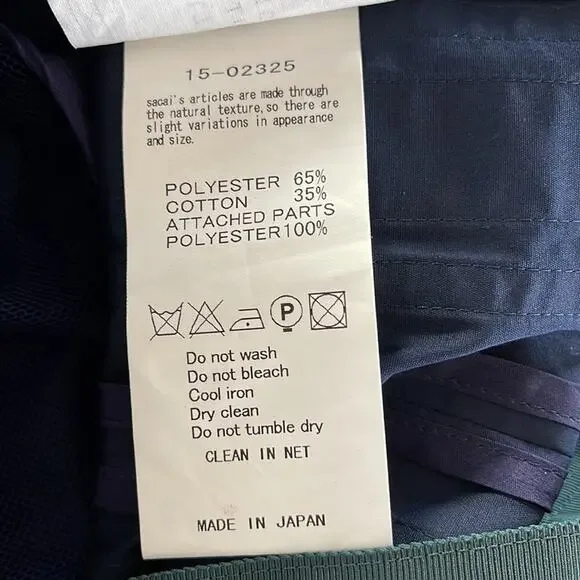 15-02325
sacai's articles are made through
the natural texture, so there are
slight variations in appearance
and size.
POLYESTER 65%
COTTON 35%
ATTACHED PARTS
POLYESTER 100%
P
Do not wash
Do not bleach
Cool iron
Dry clean
Do not tumble dry
CLEAN IN NET
MADE IN JAPAN